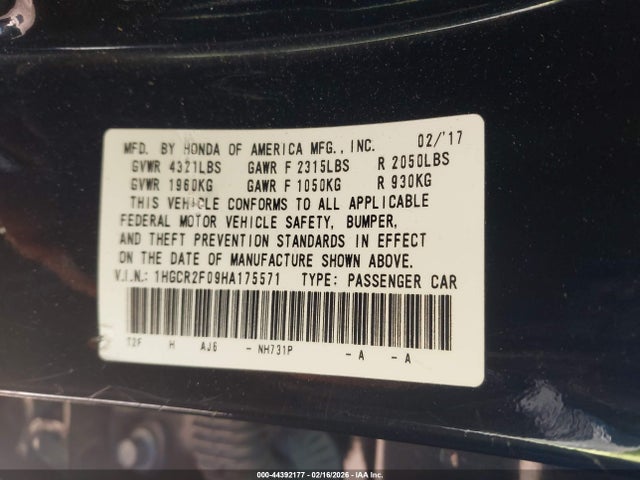 MFD. BY HONDA OF AMERICA MFG., INC. 02/'17
GVWR 4321LBS GAWR F 2315LBS R 2050LBS
GVWR 1960KG GAWR F 1050KG R 930KG
THIS VEHICLE CONFORMS TO ALL APPLICABLE
FEDERAL MOTOR VEHICLE SAFETY, BUMPER,
AND THEFT PREVENTION STANDARDS IN EFFECT
ON THE DATE OF MANUFACTURE SHOWN ABOVE.
V.I.N.: 1HGCR2F09HA175571 TYPE: PASSENGER CAR
T2F H AJ6 - NH731P - A - A
000-44392177 - 02/16/2026 - IAA Inc.